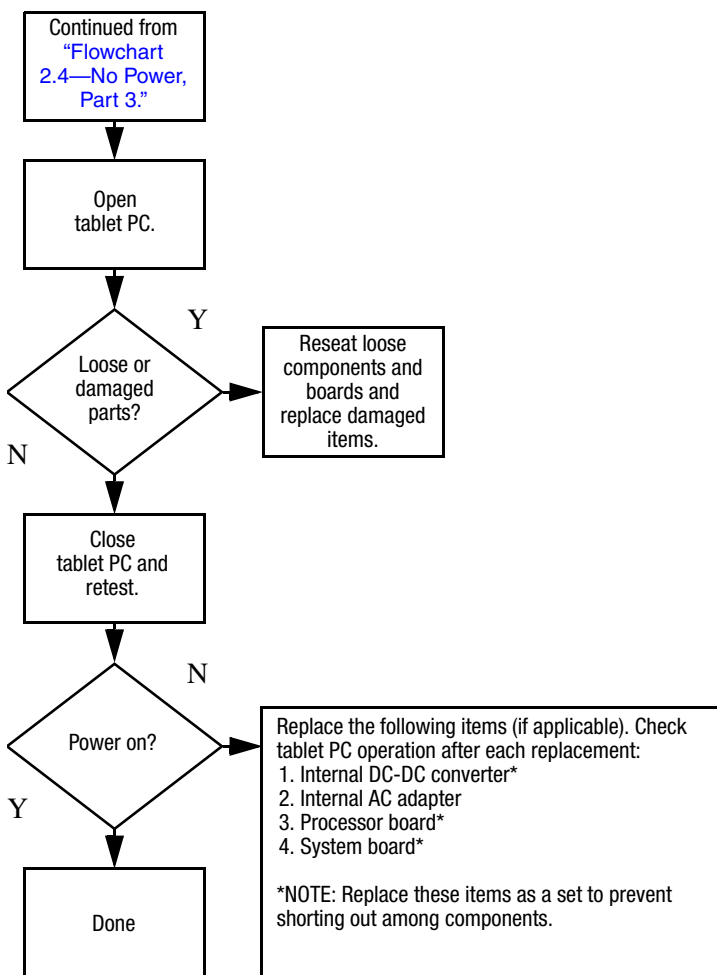 Continued from
“Flowchart
2.4—No Power,
Part 3.”
Open
tablet PC.
Y
Loose or
damaged
parts?
Reseat loose
components and
boards and
replace damaged
items.
N
Close
tablet PC and
retest.
N
Power on?
Replace the following items (if applicable). Check
tablet PC operation after each replacement:
1. Internal DC-DC converter*
2. Internal AC adapter
3. Processor board*
4. System board*
*NOTE: Replace these items as a set to prevent
shorting out among components.
Y
Done